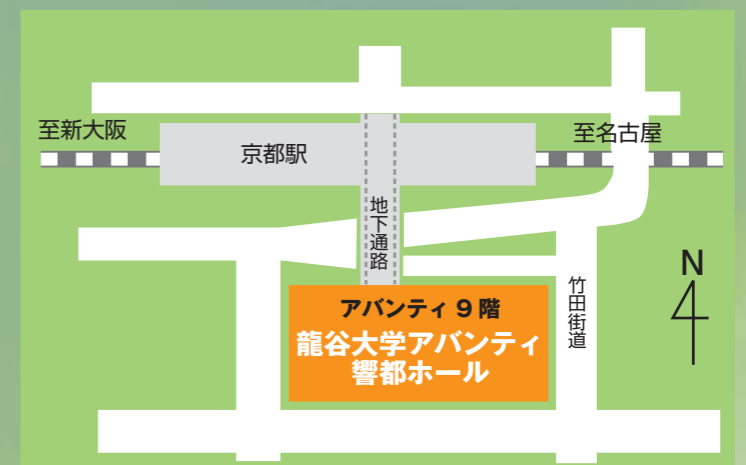 至新大阪
京都駅
至名古屋
地下通路
アバンティ 9 階
龍谷大学アバンティ
響都ホール
竹田街道
N